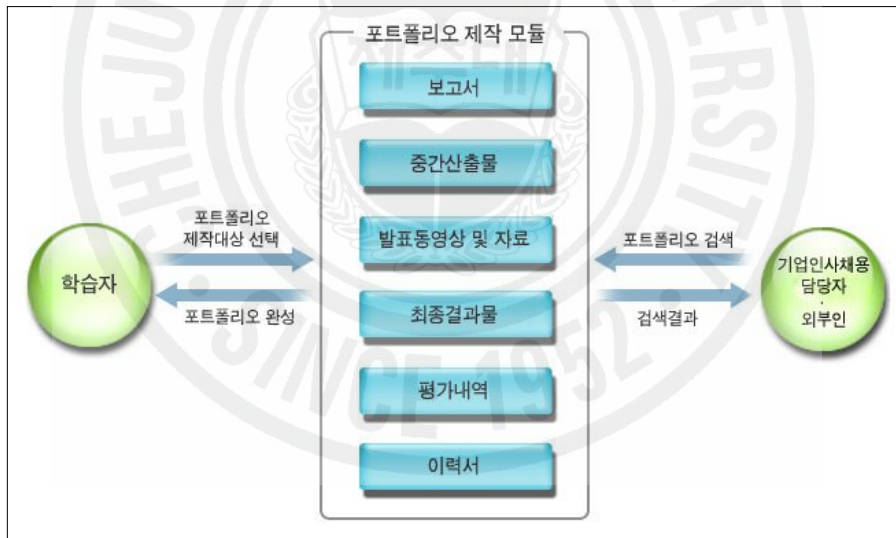 포트폴리오 제작 모듈
보고서
중간산출물
발표동영상 및 자료
최종결과물
평가내역
이력서
학습자
포트폴리오
제작대상 선택
포트폴리오 완성
포트폴리오 검색
검색결과
기업인사채용
담당자
·
외부인
SINCE 1952